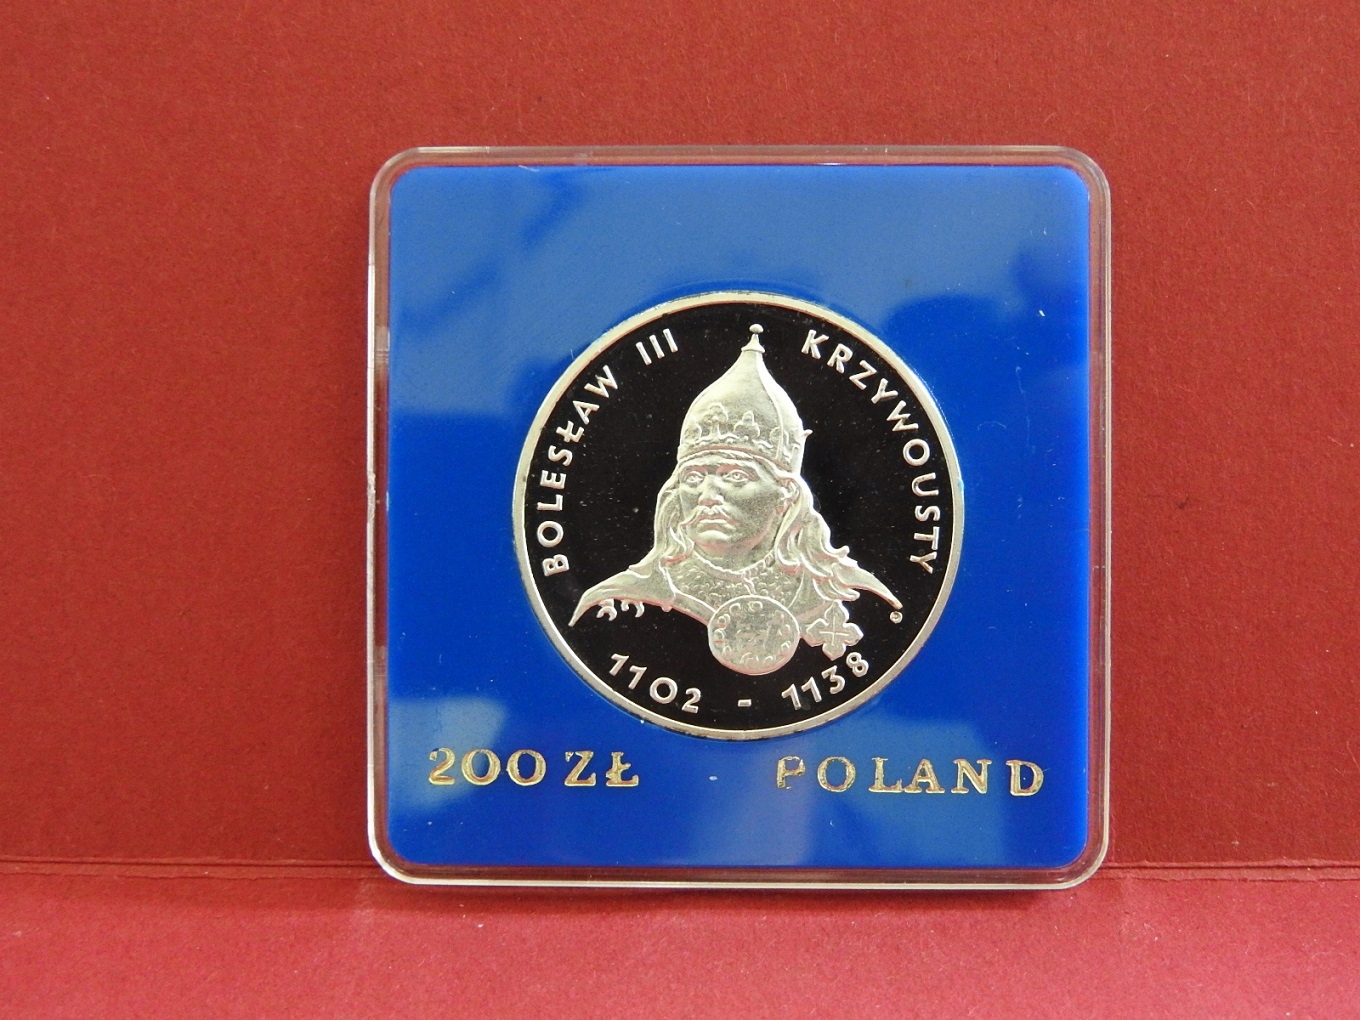 BOLESŁAW III KRZYWOUSTY
1102 - 1138
200 ZŁ - POLAND